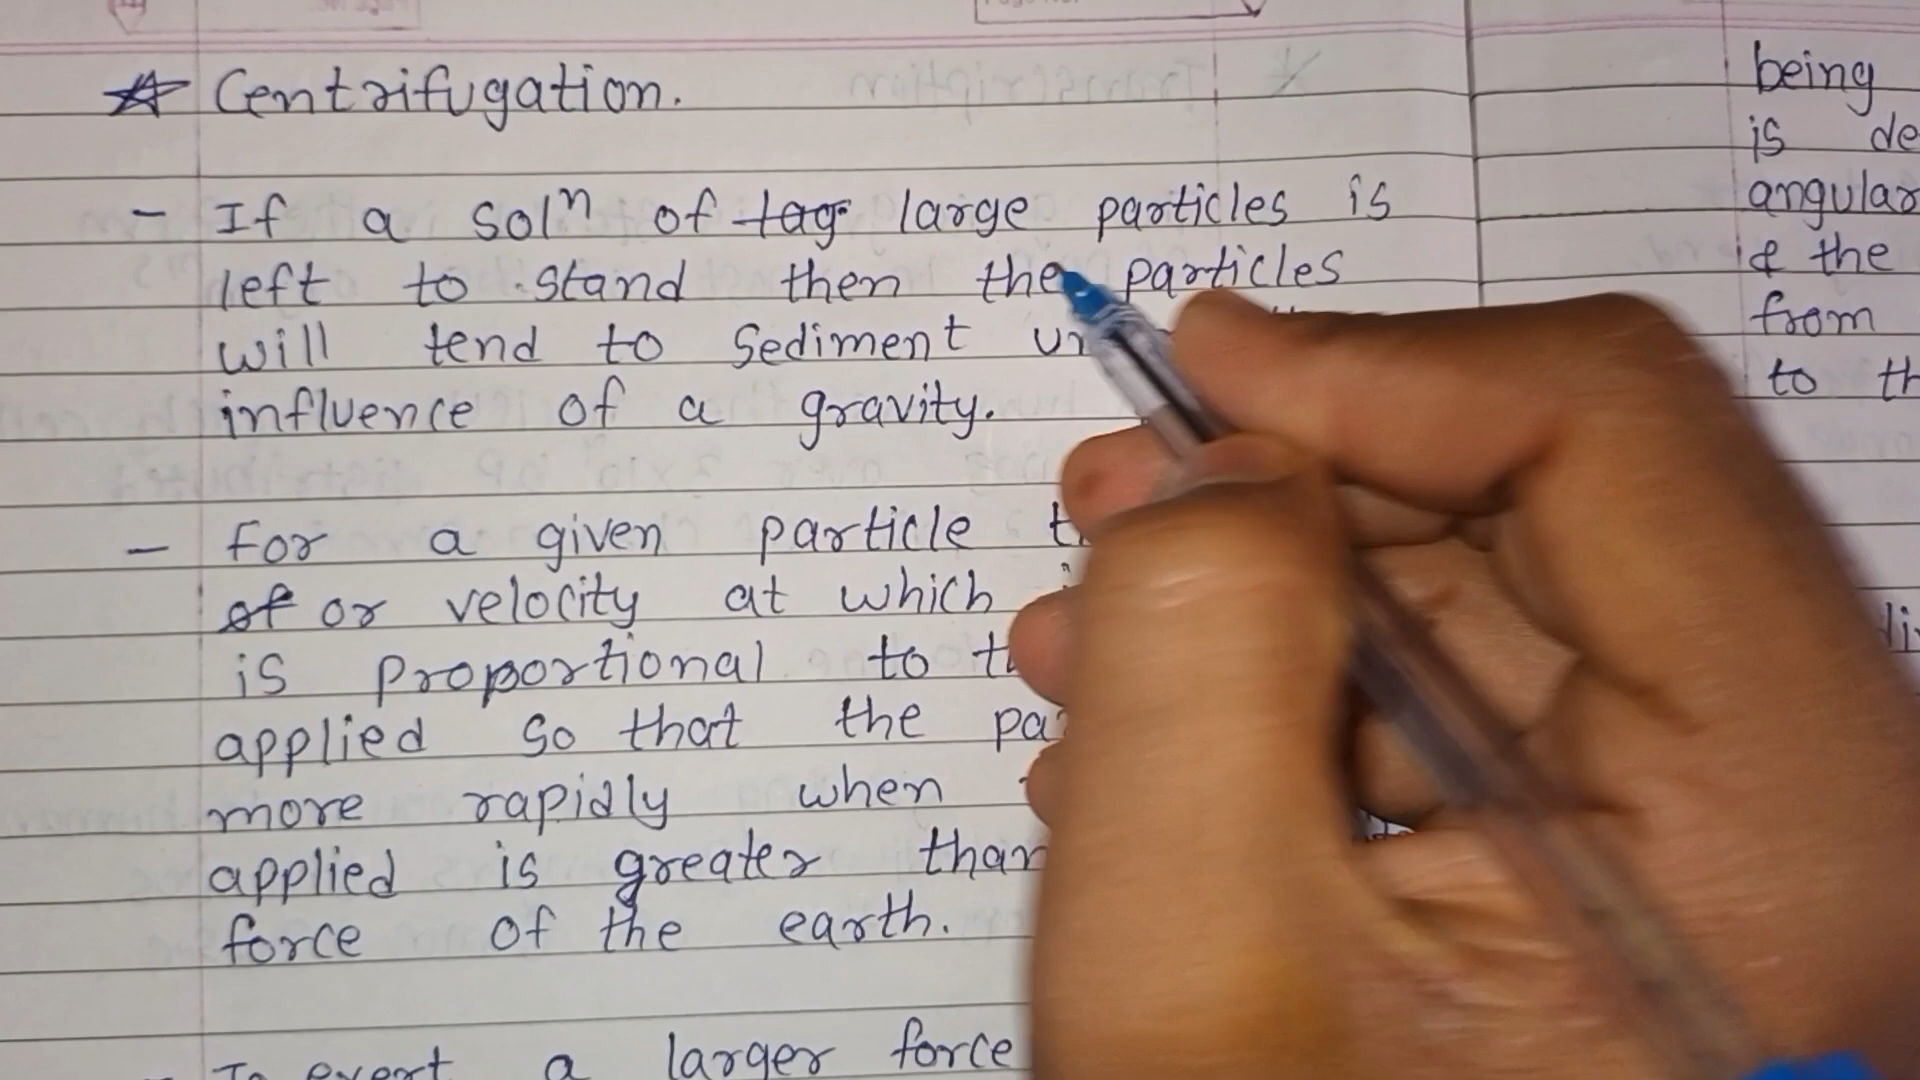 Centrifugation.
- If a solⁿ of large particles is
left to stand then the particles
will tend to sediment
influence of a gravity.
- for a given particle
or velocity at which
is proportional to
applied so that the
more rapidly when
applied is greater than
force of the earth.
To exert a larger force
being
is
angular
& the
from
to